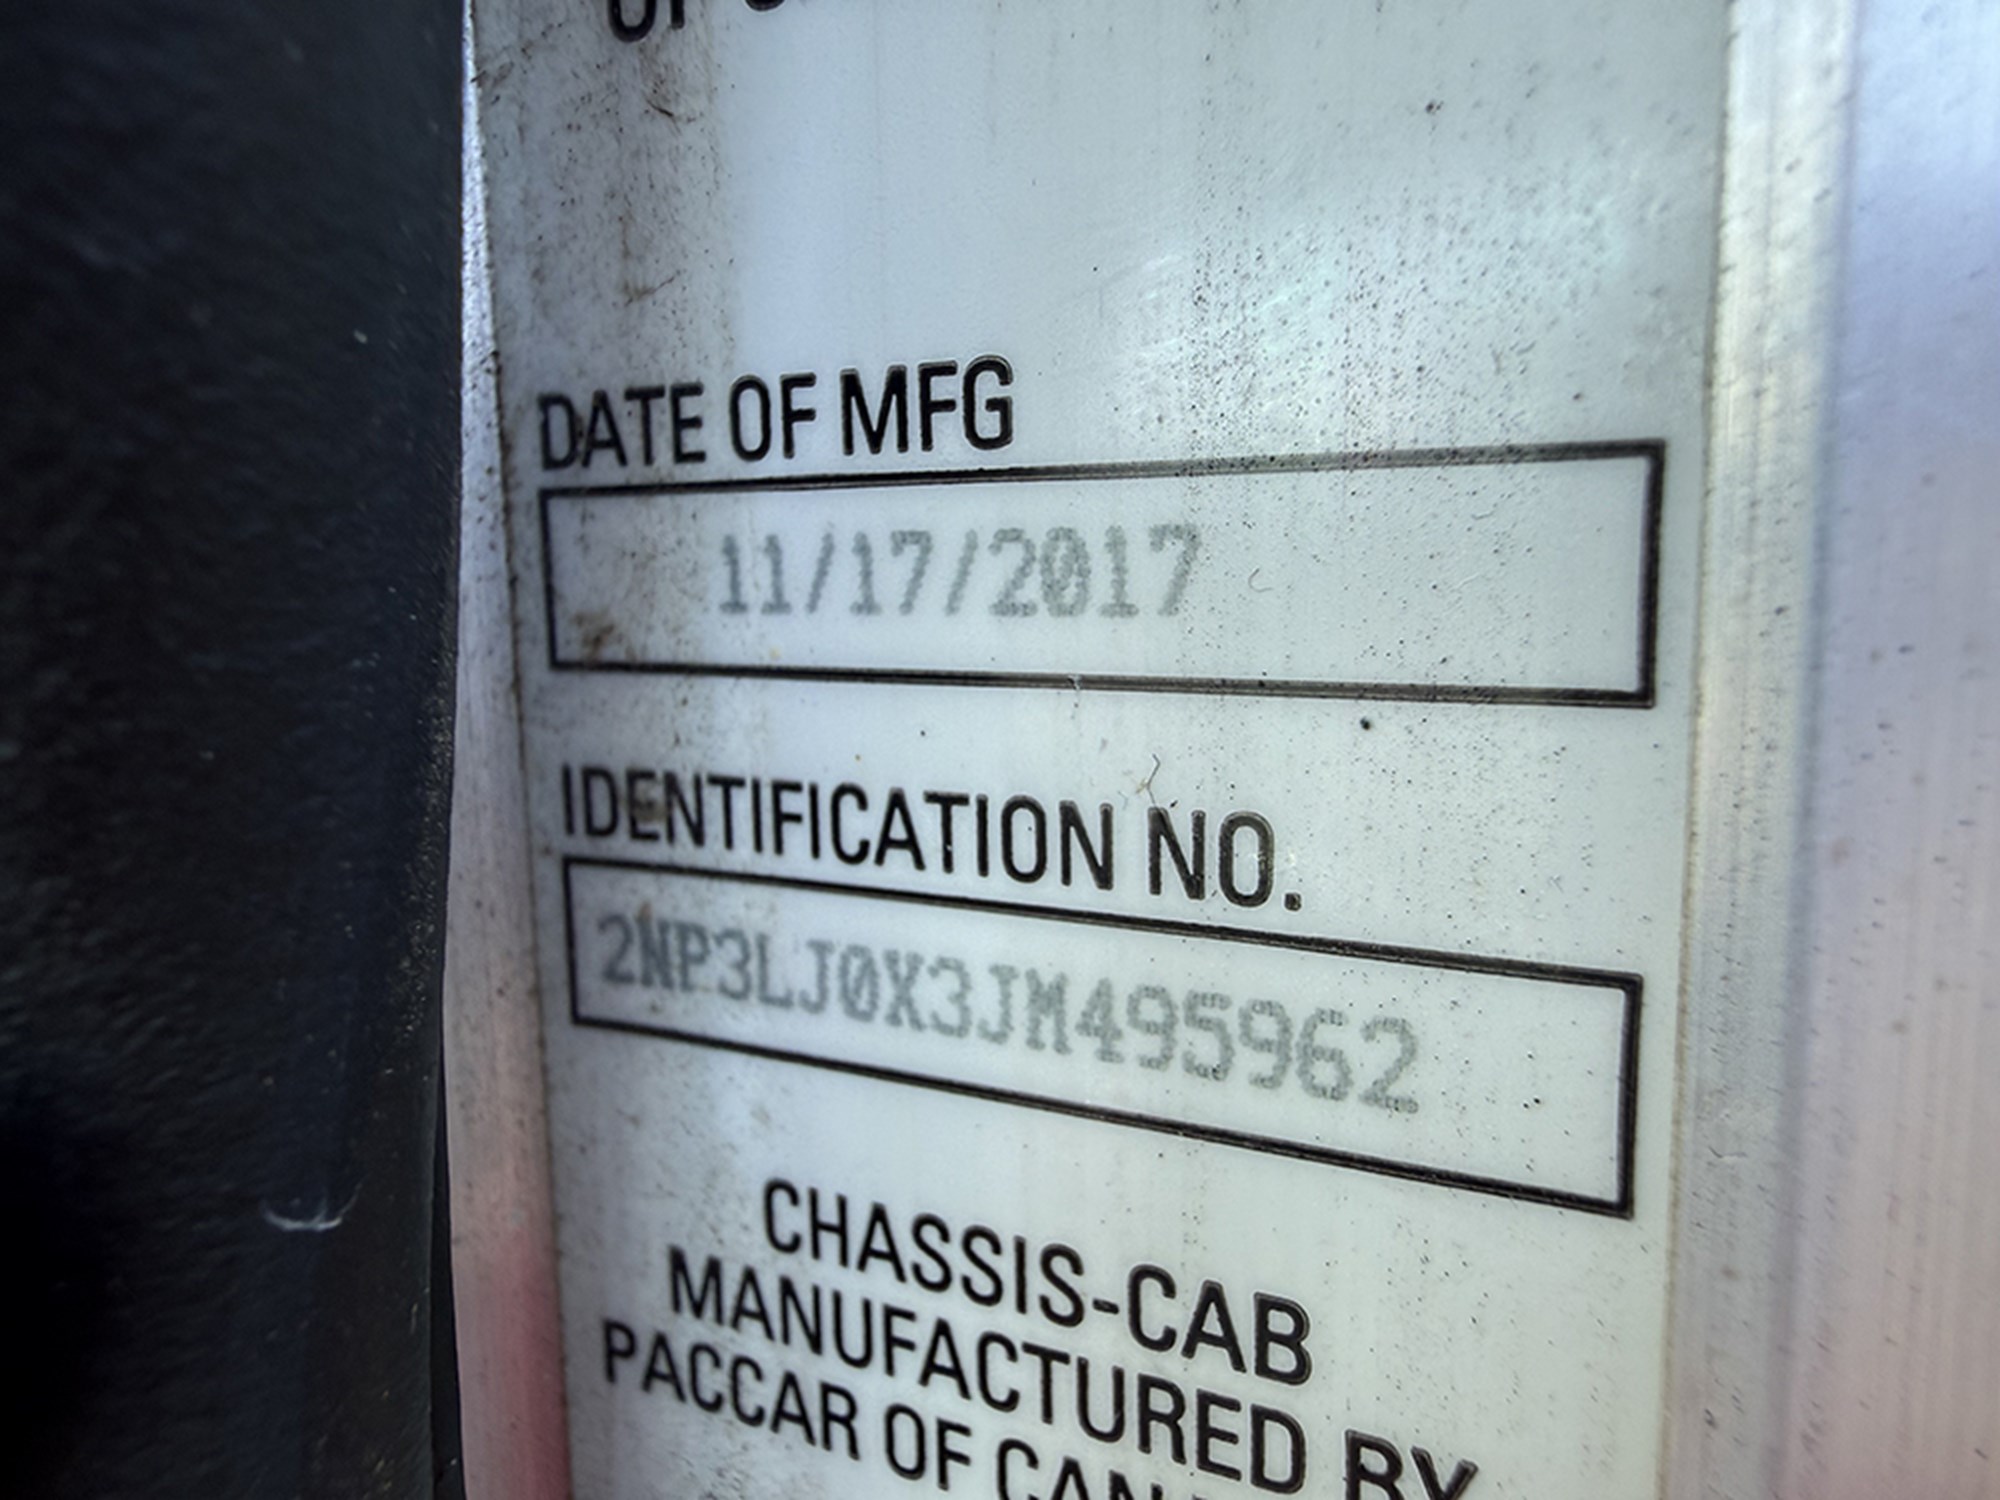 DATE OF MFG
11/17/2017
IDENTIFICATION NO.
2NP3LJ0X3JM495962
CHASSIS-CAB
MANUFACTURED BY
PACCAR OF